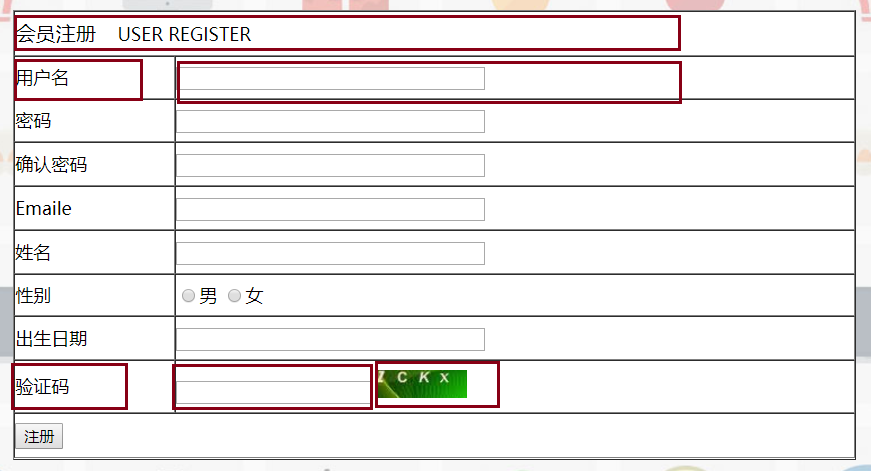 会员注册 USER REGISTER
用户名
密码
确认密码
Emaile
姓名
性别 男 女
出生日期
验证码 ZCKX
注册